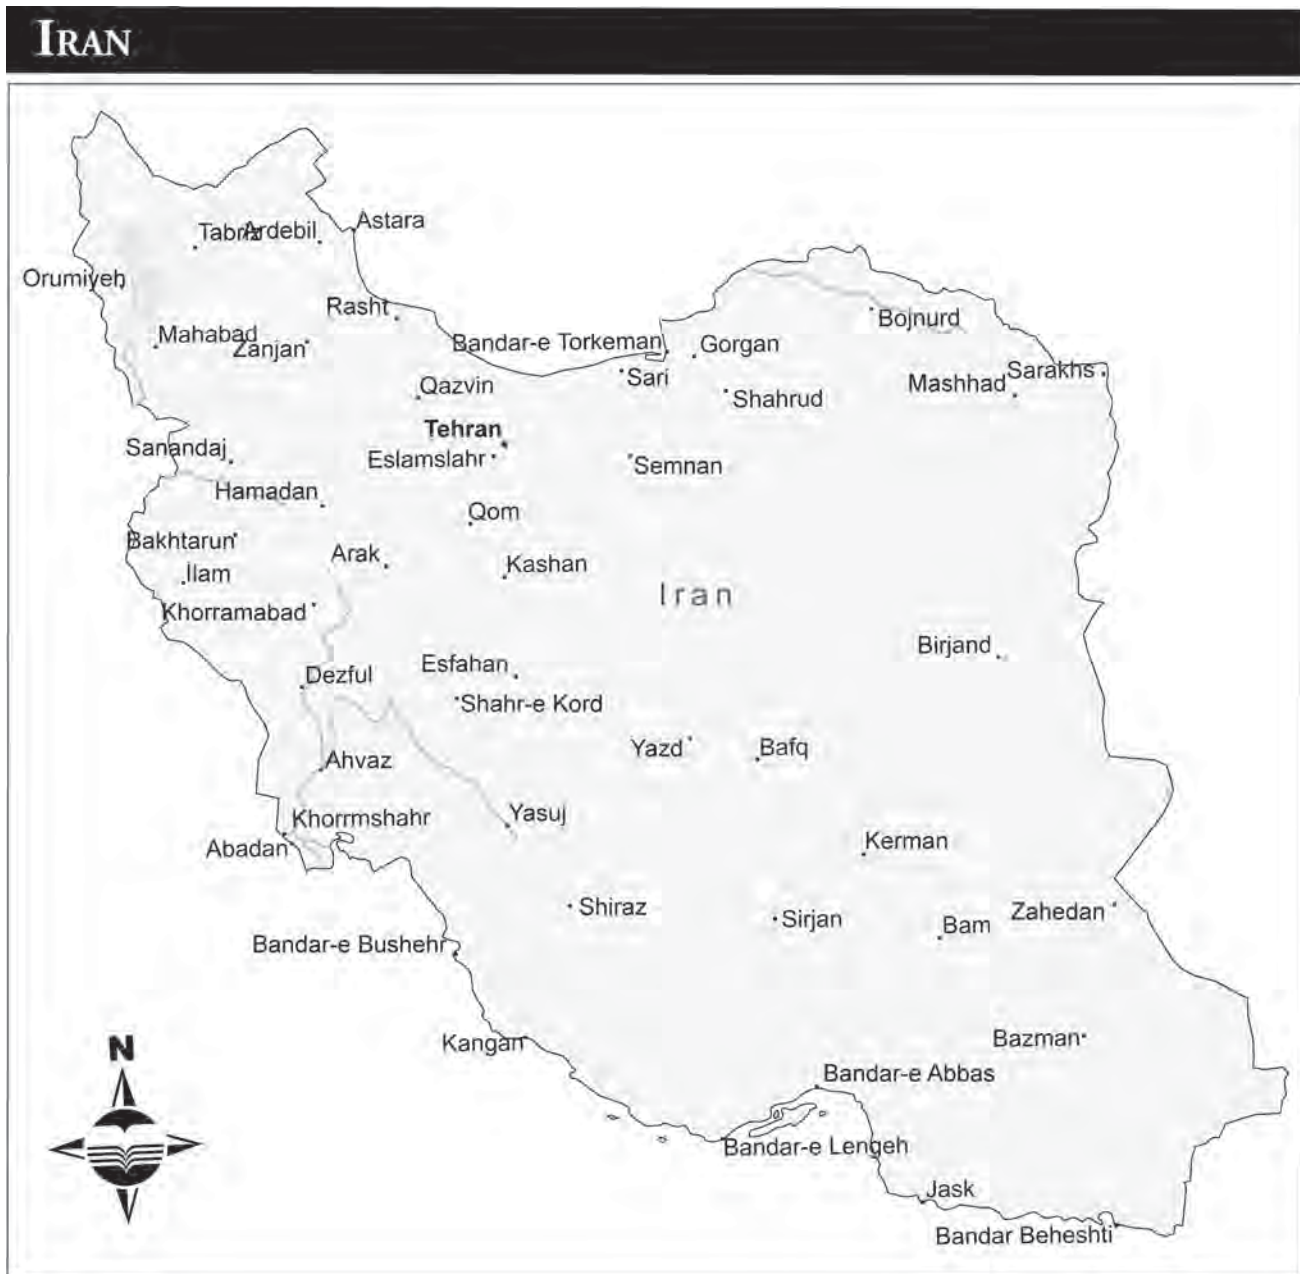 IRAN
Astara
Tabriz
Ardebil
Orumiyeh
Rasht
Mahabad
Zanjan
Bandar-e Torkeman
Gorgan
Bojnurd
Sarakhs
Qazvin
Sari
Shahrud
Mashhad
Tehran
Sanandaj
Eslamslahr
Semnan
Hamadan
Qom
Bakhtarun
Arak
Kashan
Ilam
Iran
Khorramabad
Birjand
Dezful
Esfahan
Shahr-e Kord
Yazd
Bafq
Ahvaz
Khorrmshahr
Yasuj
Abadan
Kerman
Shiraz
Sirjan
Bam
Zahedan
Bandar-e Bushehr
Kangan
Bazman
N
Bandar-e Abbas
Bandar-e Lengeh
Jask
Bandar Beheshti